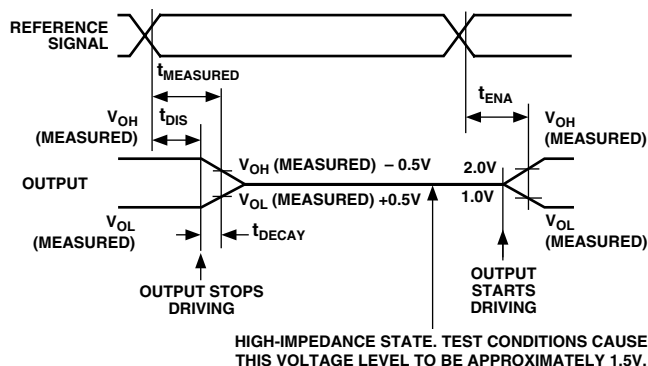 REFERENCE
SIGNAL
tMEASURED
tENA
VOH
(MEASURED)
tDIS
VOH
(MEASURED)
VOH (MEASURED) – 0.5V
2.0V
OUTPUT
VOL (MEASURED) +0.5V
1.0V
VOL
(MEASURED)
tDECAY
VOL
(MEASURED)
OUTPUT STOPS
DRIVING
OUTPUT
STARTS
DRIVING
HIGH-IMPEDANCE STATE. TEST CONDITIONS CAUSE
THIS VOLTAGE LEVEL TO BE APPROXIMATELY 1.5V.